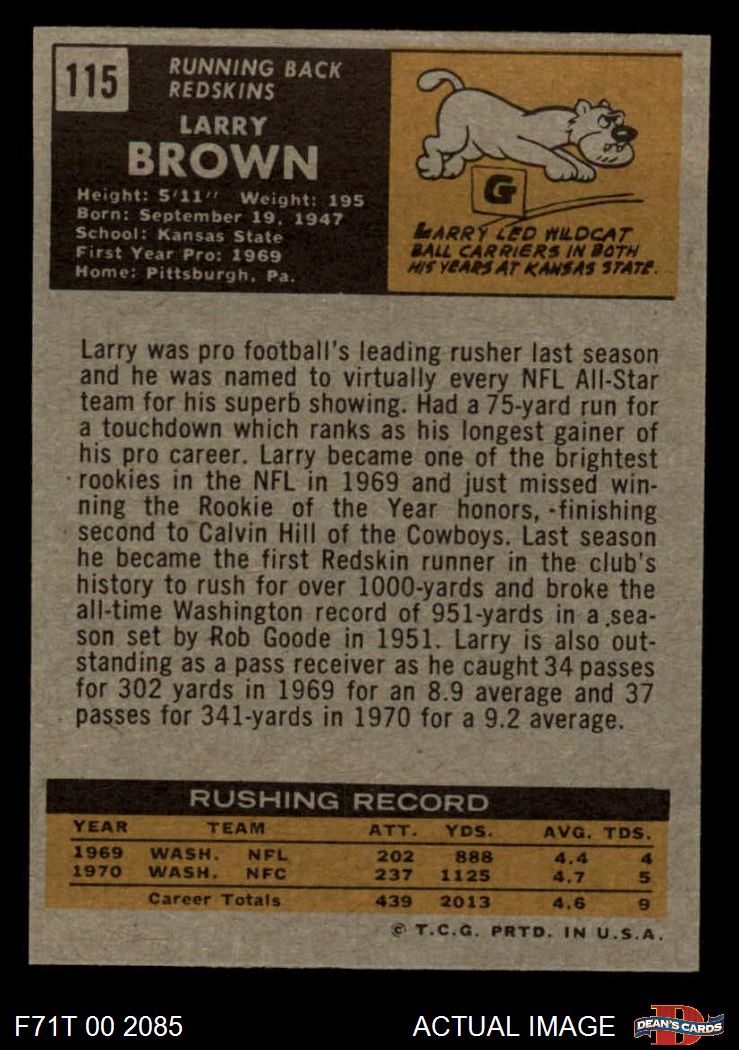 115
RUNNING BACK
REDSKINS
LARRY
BROWN
Height: 5'11" Weight: 195
Born: September 19, 1947
School: Kansas State
First Year Pro: 1969
Home: Pittsburgh, Pa.
G
LARRY LED WILDCAT
BALL CARRIERS IN BOTH
HIS YEARS AT KANSAS STATE.
Larry was pro football's leading rusher last season
and he was named to virtually every NFL All-Star
team for his superb showing. Had a 75-yard run for
a touchdown which ranks as his longest gainer of
his pro career. Larry became one of the brightest
rookies in the NFL in 1969 and just missed win-
ning the Rookie of the Year honors, finishing
second to Calvin Hill of the Cowboys. Last season
he became the first Redskin runner in the club's
history to rush for over 1000-yards and broke the
all-time Washington record of 951-yards in a sea-
son set by Rob Goode in 1951. Larry is also out-
standing as a pass receiver as he caught 34 passes
for 302 yards in 1969 for an 8.9 average and 37
passes for 341-yards in 1970 for a 9.2 average.
RUSHING RECORD
YEAR TEAM ATT. YDS. AVG. TDS.
1969 WASH. NFL 202 888 4.4 4
1970 WASH. NFC 237 1125 4.7 5
Career Totals 439 2013 4.6 9
© T.C.G. PRTD. IN U.S.A.
F71T 00 2085 ACTUAL IMAGE DEAN'S CARDS